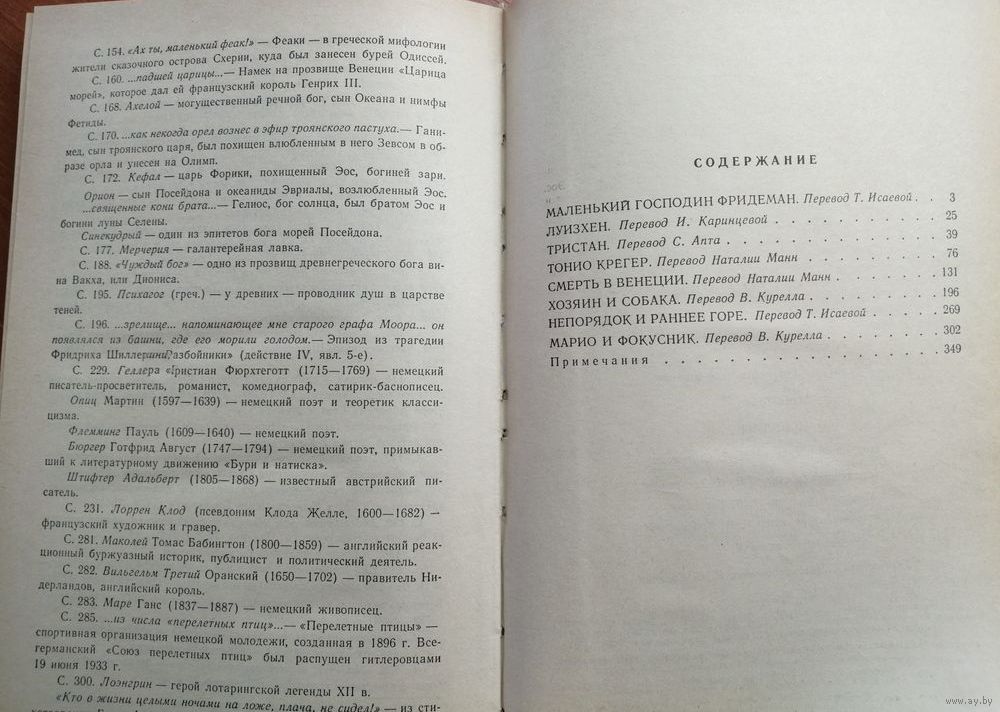 С. 154. «Ах ты, маленький феак!» — Феаки — в греческой мифологии
жители сказочного острова Схерии, куда был занесен бурей Одиссей.
С. 160. ...падшей царицы...— Намек на прозвище Венеции «Царица
морей», которое дал ей французский король Генрих III.
С. 168. Ахелой — могущественный речной бог, сын Океана и нимфы
Фетиды.
С. 170. ...как некогда орел вознес в эфир троянского пастуха.— Гани-
мед, сын троянского царя, был похищен влюбленным в него Зевсом в об-
разе орла и унесен на Олимп.
С. 172. Кефал — царь Форики, похищенный Эос, богиней зари.
Орион — сын Посейдона и океаниды Эвриалы, возлюбленный Эос.
...священные кони брата...— Гелиос, бог солнца, был братом Эос и
богини луны Селены.
Синекудрый — один из эпитетов бога морей Посейдона.
С. 177. Мерчерия — галантерейная лавка.
С. 188. «Чуждый бог» — одно из прозвищ древнегреческого бога ви-
на Вакха, или Диониса.
С. 195. Психагог (греч.) — у древних — проводник душ в царстве
теней.
С. 196. ...зрелище... напоминающее мне старого графа Моора... он
появлялся из башни, где его морили голодом.— Эпизод из трагедии
Фридриха Шиллера «Разбойники» (действие IV, явл. 5-е).
С. 229. Геллерт Христиан Фюрхтеготт (1715—1769) — немецкий
писатель-просветитель, романист, комедиограф, сатирик-баснописец.
Опиц Мартин (1597—1639) — немецкий поэт и теоретик класси-
цизма.
Флемминг Пауль (1609—1640) — немецкий поэт.
Бюргер Готфрид Август (1747—1794) — немецкий поэт, примыкав-
ший к литературному движению «Бури и натиска».
Штифтер Адальберт (1805—1868) — известный австрийский пи-
сатель.
С. 231. Лоррен Клод (псевдоним Клода Желле, 1600—1682) —
французский художник и гравер.
С. 281. Маколей Томас Бабингтон (1800—1859) — английский реак-
ционный буржуазный историк, публицист и политический деятель.
С. 282. Вильгельм Третий Оранский (1650—1702) — правитель Ни-
дерландов, английский король.
С. 283. Маре Ганс (1837—1887) — немецкий живописец.
С. 285. ...из числа «перелетных птиц»...— «Перелетные птицы» —
спортивная организация немецкой молодежи, созданная в 1896 г. Все-
германский «Союз перелетных птиц» был распущен гитлеровцами
19 июня 1933 г.
С. 300. Лоэнгрин — герой лотарингской легенды XII в.
«Кто в жизни целыми ночами на ложе, плача, не сидел!» — из сти-
СОДЕРЖАНИЕ
МАЛЕНЬКИЙ ГОСПОДИН ФРИДЕМАН. Перевод Т. Исаевой . . 3
ЛУИЗХЕН. Перевод И. Каринцевой . . . . . . . . 25
ТРИСТАН. Перевод С. Апта . . . . . . . . . . 39
ТОНИО КРЁГЕР. Перевод Наталии Манн . . . . . . . 76
СМЕРТЬ В ВЕНЕЦИИ. Перевод Наталии Манн . . . . . 131
ХОЗЯИН И СОБАКА. Перевод В. Курелла . . . . . . 196
НЕПОРЯДОК И РАННЕЕ ГОРЕ. Перевод Т. Исаевой . . . . 269
МАРИО И ФОКУСНИК. Перевод В. Курелла . . . . . . 302
Примечания . . . . . . . . . . . . . 349
www.ay.by